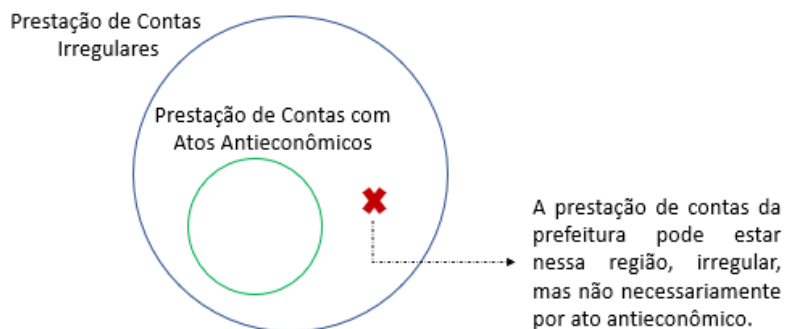 Prestação de Contas
Irregulares
Prestação de Contas com
Atos Antieconômicos
A prestação de contas da
prefeitura pode estar
nessa região, irregular,
mas não necessariamente
por ato antieconômico.